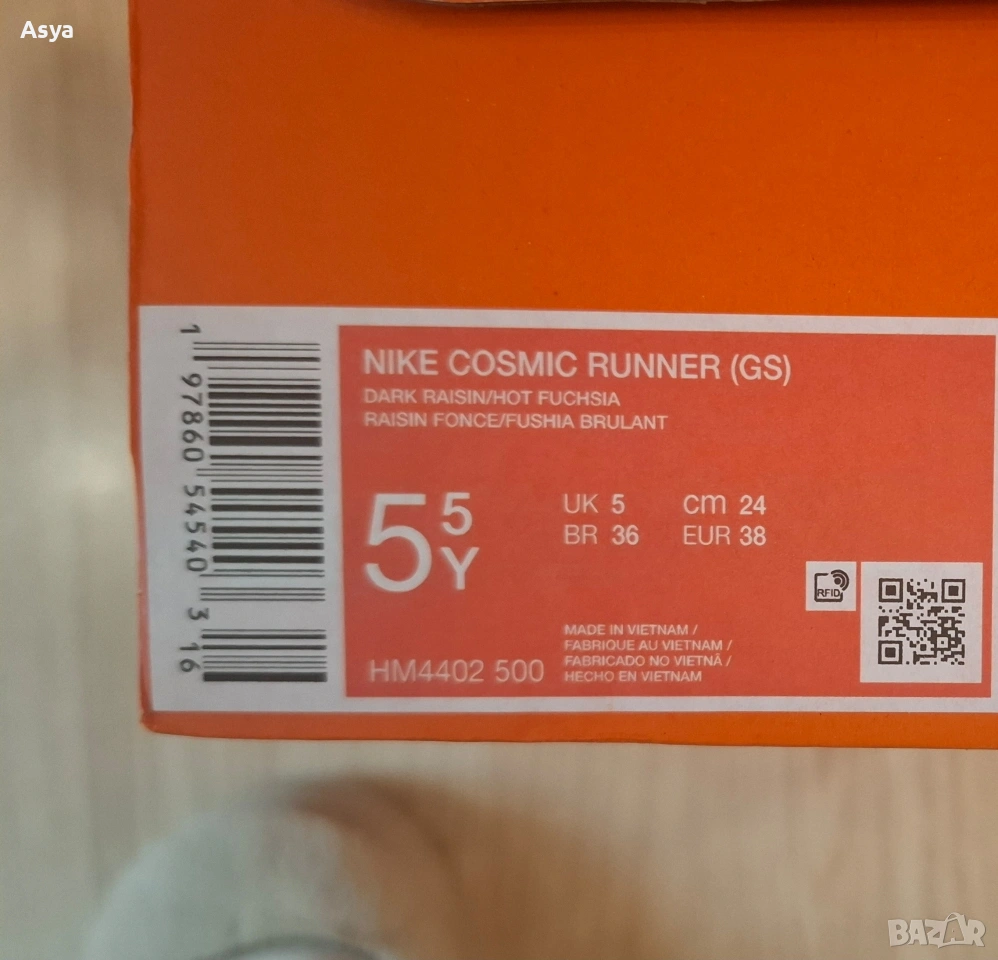 Asya
NIKE COSMIC RUNNER (GS)
DARK RAISIN/HOT FUCHSIA
RAISIN FONCE/FUSHIA BRULANT
5 5 Y
UK 5 cm 24
BR 36 EUR 38
RFID
MADE IN VIETNAM /
FABRIQUE AU VIETNAM /
FABRICADO NO VIETNÃ /
HECHO EN VIETNAM
HM4402 500
1 97860 54540 3 16
BAZAR